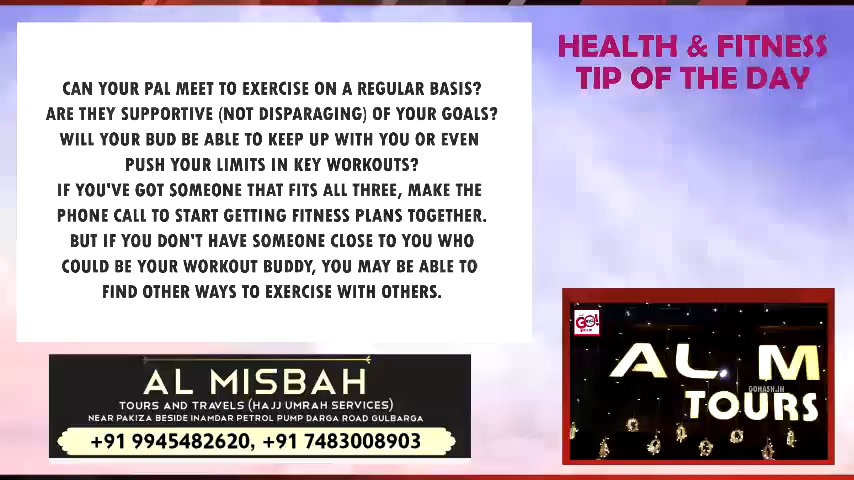 HEALTH & FITNESS
TIP OF THE DAY
CAN YOUR PAL MEET TO EXERCISE ON A REGULAR BASIS?
ARE THEY SUPPORTIVE (NOT DISPARAGING) OF YOUR GOALS?
WILL YOUR BUD BE ABLE TO KEEP UP WITH YOU OR EVEN
PUSH YOUR LIMITS IN KEY WORKOUTS?
IF YOU'VE GOT SOMEONE THAT FITS ALL THREE, MAKE THE
PHONE CALL TO START GETTING FITNESS PLANS TOGETHER.
BUT IF YOU DON'T HAVE SOMEONE CLOSE TO YOU WHO
COULD BE YOUR WORKOUT BUDDY, YOU MAY BE ABLE TO
FIND OTHER WAYS TO EXERCISE WITH OTHERS.
AL MISBAH
TOURS AND TRAVELS (HAJJ UMRAH SERVICES)
NEAR PAKIZA BESIDE INAMDAR PETROL PUMP DARGA ROAD GULBARGA
+91 9945482620, +91 7483008903
GO!
AL M
GOHASH.IN
TOURS